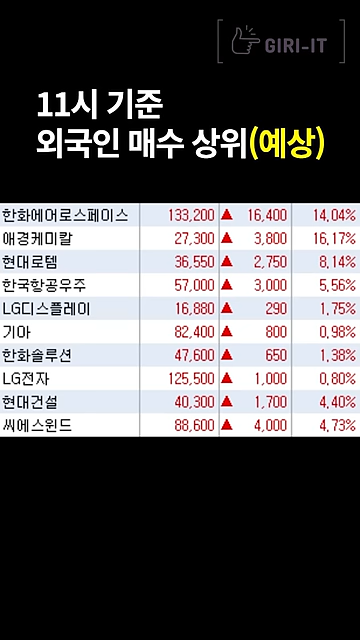 GIRI-IT
11시 기준
외국인 매수 상위(예상)
한화에어로스페이스 133,200 ▲ 16,400 14,04%
애경케미칼 27,300 ▲ 3,800 16,17%
현대로템 36,550 ▲ 2,750 8,14%
한국항공우주 57,000 ▲ 3,000 5,56%
LG디스플레이 16,880 ▲ 290 1,75%
기아 82,400 ▲ 800 0,98%
한화솔루션 47,600 ▲ 650 1,38%
LG전자 125,500 ▲ 1,000 0,80%
현대건설 40,300 ▲ 1,700 4,40%
씨에스윈드 88,600 ▲ 4,000 4,73%